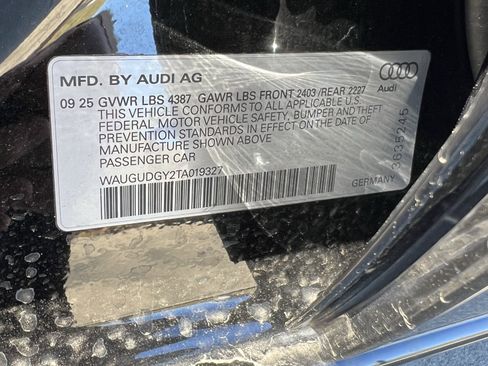 MFD. BY AUDI AG
Audi
09 25 GVWR LBS 4387 GAWR LBS FRONT 2403 /REAR 2227
THIS VEHICLE CONFORMS TO ALL APPLICABLE U.S.
FEDERAL MOTOR VEHICLE SAFETY, BUMPER AND THEFT
PREVENTION STANDARDS IN EFFECT ON THE DATE OF
MANUFACTURE SHOWN ABOVE
PASSENGER CAR
WAUGUDGY2TA019327
GERMANY
3635245